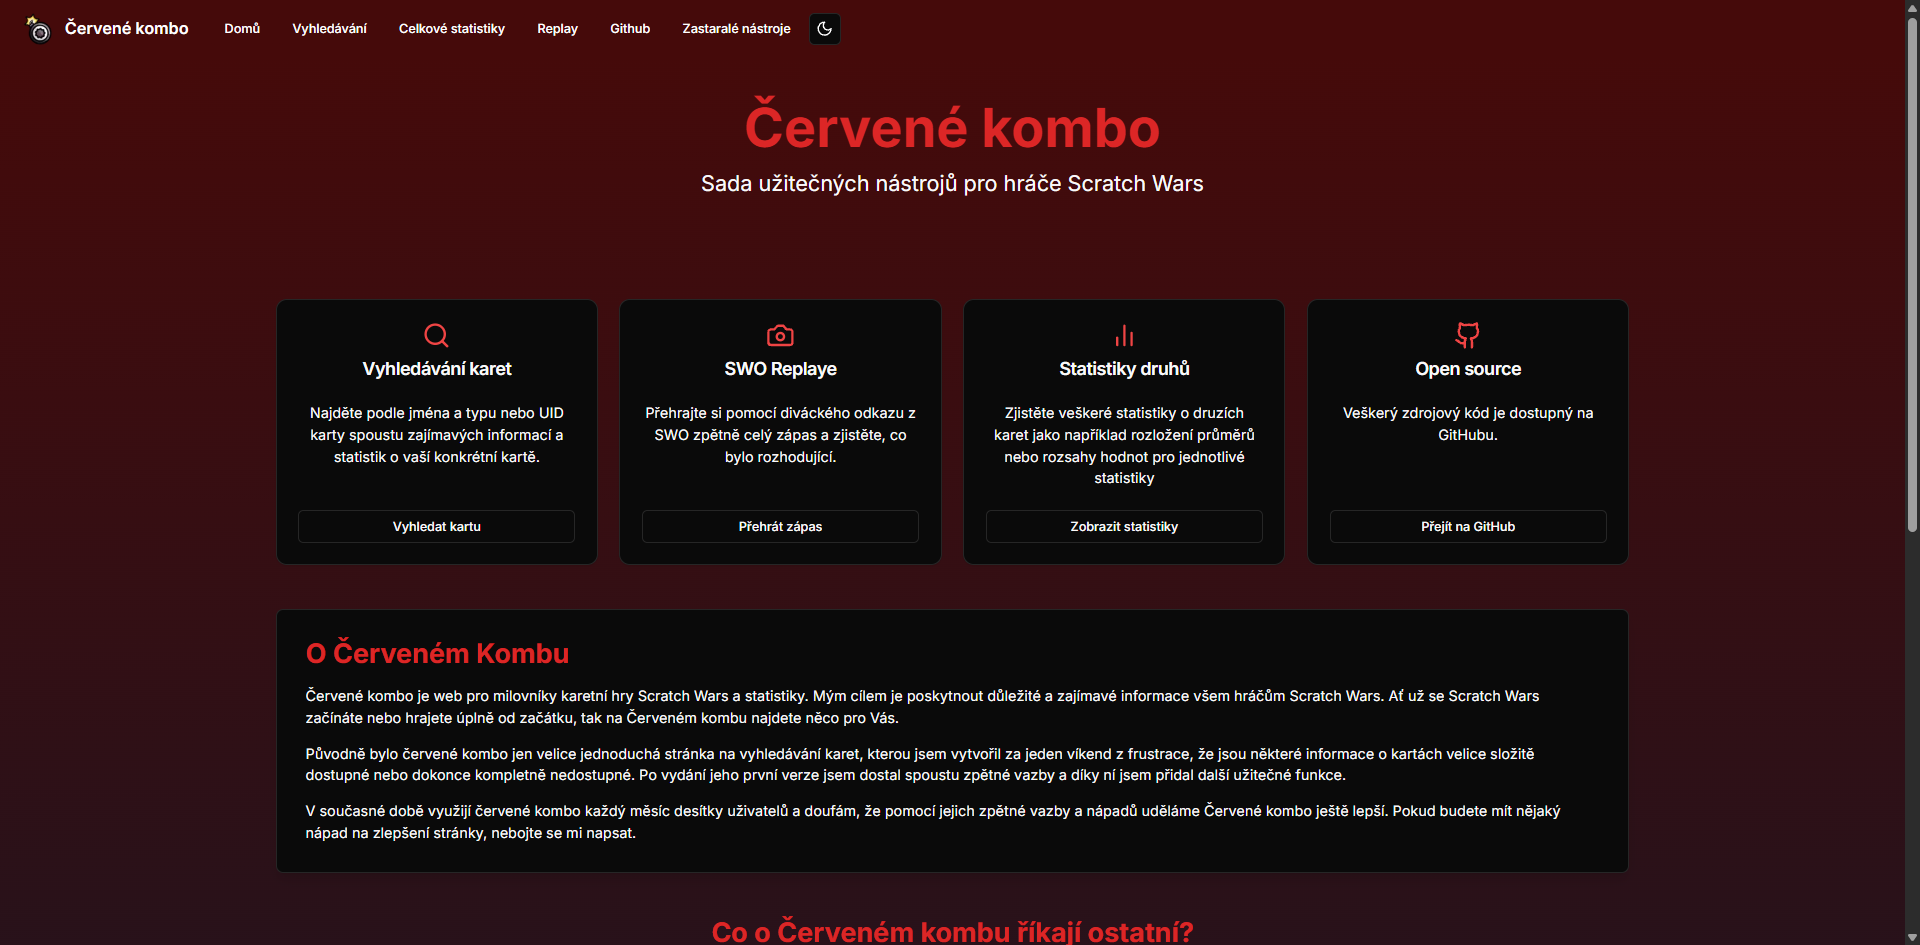 Červené kombo
Domů
Vyhledávání
Celkové statistiky
Replay
Github
Zastaralé nástroje
Červené kombo
Sada užitečných nástrojů pro hráče Scratch Wars
Vyhledávání karet
Najděte podle jména a typu nebo UID
karty spoustu zajímavých informací a
statistik o vaší konkrétní kartě.
Vyhledat kartu
SWO Replaye
Přehrajte si pomocí diváckého odkazu z
SWO zpětně celý zápas a zjistěte, co
bylo rozhodující.
Přehrát zápas
Statistiky druhů
Zjistěte veškeré statistiky o druzích
karet jako například rozložení průměrů
nebo rozsahy hodnot pro jednotlivé
statistiky
Zobrazit statistiky
Open source
Veškerý zdrojový kód je dostupný na
GitHubu.
Přejít na GitHub
O Červeném Kombu
Červené kombo je web pro milovníky karetní hry Scratch Wars a statistiky. Mým cílem je poskytnout důležité a zajímavé informace všem hráčům Scratch Wars. Ať už se Scratch Wars
začínáte nebo hrajete úplně od začátku, tak na Červeném kombu najdete něco pro Vás.
Původně bylo červené kombo jen velice jednoduchá stránka na vyhledávání karet, kterou jsem vytvořil za jeden víkend z frustrace, že jsou některé informace o kartách velice složitě
dostupné nebo dokonce kompletně nedostupné. Po vydání jeho první verze jsem dostal spoustu zpětné vazby a díky ní jsem přidal další užitečné funkce.
V současné době využijí červené kombo každý měsíc desítky uživatelů a doufám, že pomocí jejich zpětné vazby a nápadů uděláme Červené kombo ještě lepší. Pokud budete mít nějaký
nápad na zlepšení stránky, nebojte se mi napsat.
Co o Červeném kombu říkají ostatní?